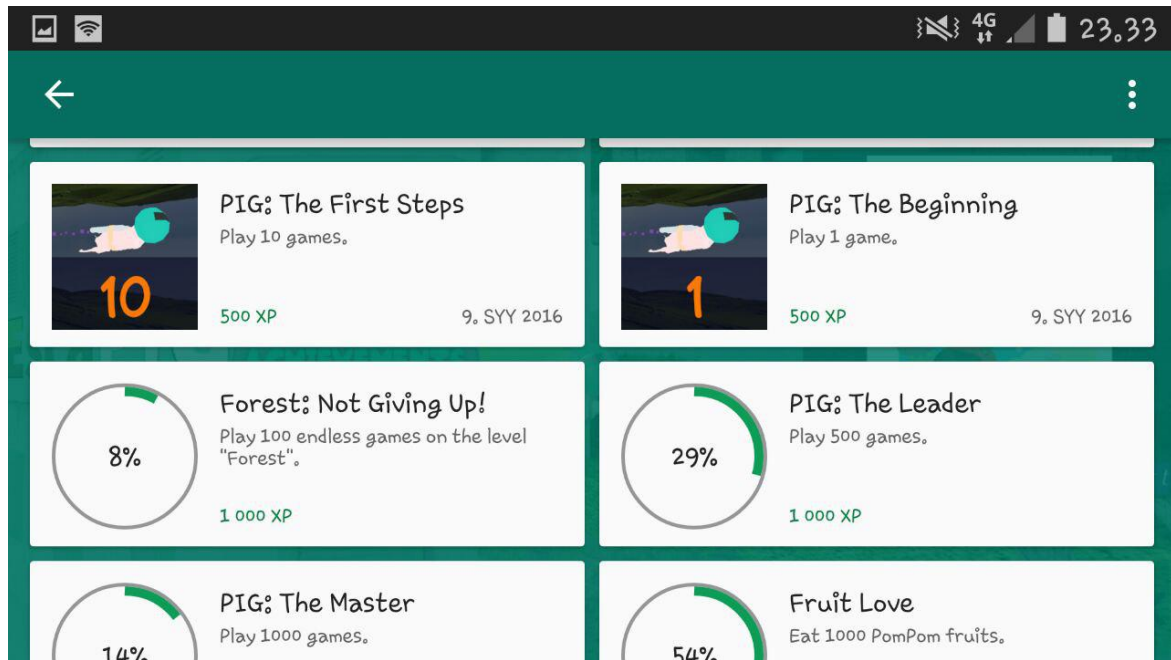 4G
23.33
PIG: The First Steps
Play 10 games.
10
500 XP
9. SYY 2016
PIG: The Beginning
Play 1 game.
1
500 XP
9. SYY 2016
8%
Forest: Not Giving Up!
Play 100 endless games on the level
"Forest".
1 000 XP
29%
PIG: The Leader
Play 500 games.
1 000 XP
14%
PIG: The Master
Play 1000 games.
54%
Fruit Love
Eat 1000 PomPom fruits.